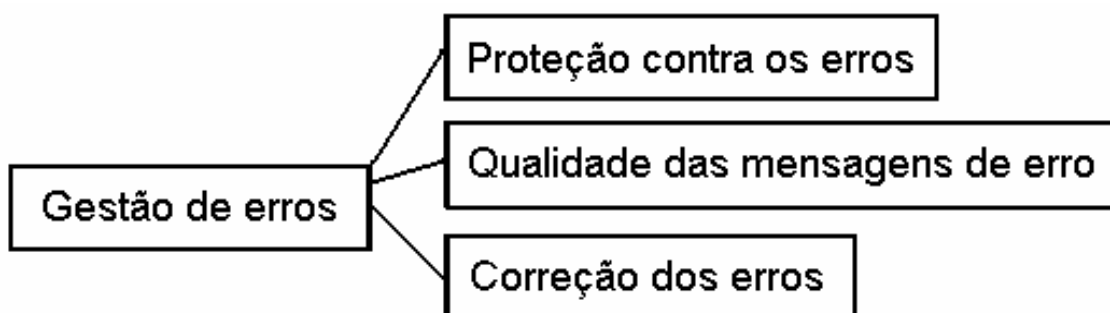 Proteção contra os erros
Qualidade das mensagens de erro
Gestão de erros
Correção dos erros